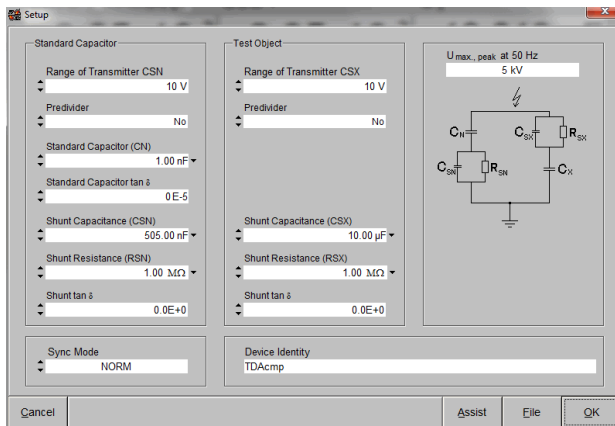 Setup
Standard Capacitor
Range of Transmitter CSN
10 V
Predivider
No
Standard Capacitor (CN)
1.00 nF
Standard Capacitor tan δ
0 E-5
Shunt Capacitance (CSN)
505.00 nF
Shunt Resistance (RSN)
1.00 MΩ
Shunt tan δ
0.0E+0
Test Object
Range of Transmitter CSX
10 V
Predivider
No
Shunt Capacitance (CSX)
10.00 µF
Shunt Resistance (RSX)
1.00 MΩ
Shunt tan δ
0.0E+0
U max., peak at 50 Hz
5 kV
CN
CSX
RSX
CSN
RSN
CX
Sync Mode
NORM
Device Identity
TDAcmp
Cancel
Assist
File
OK